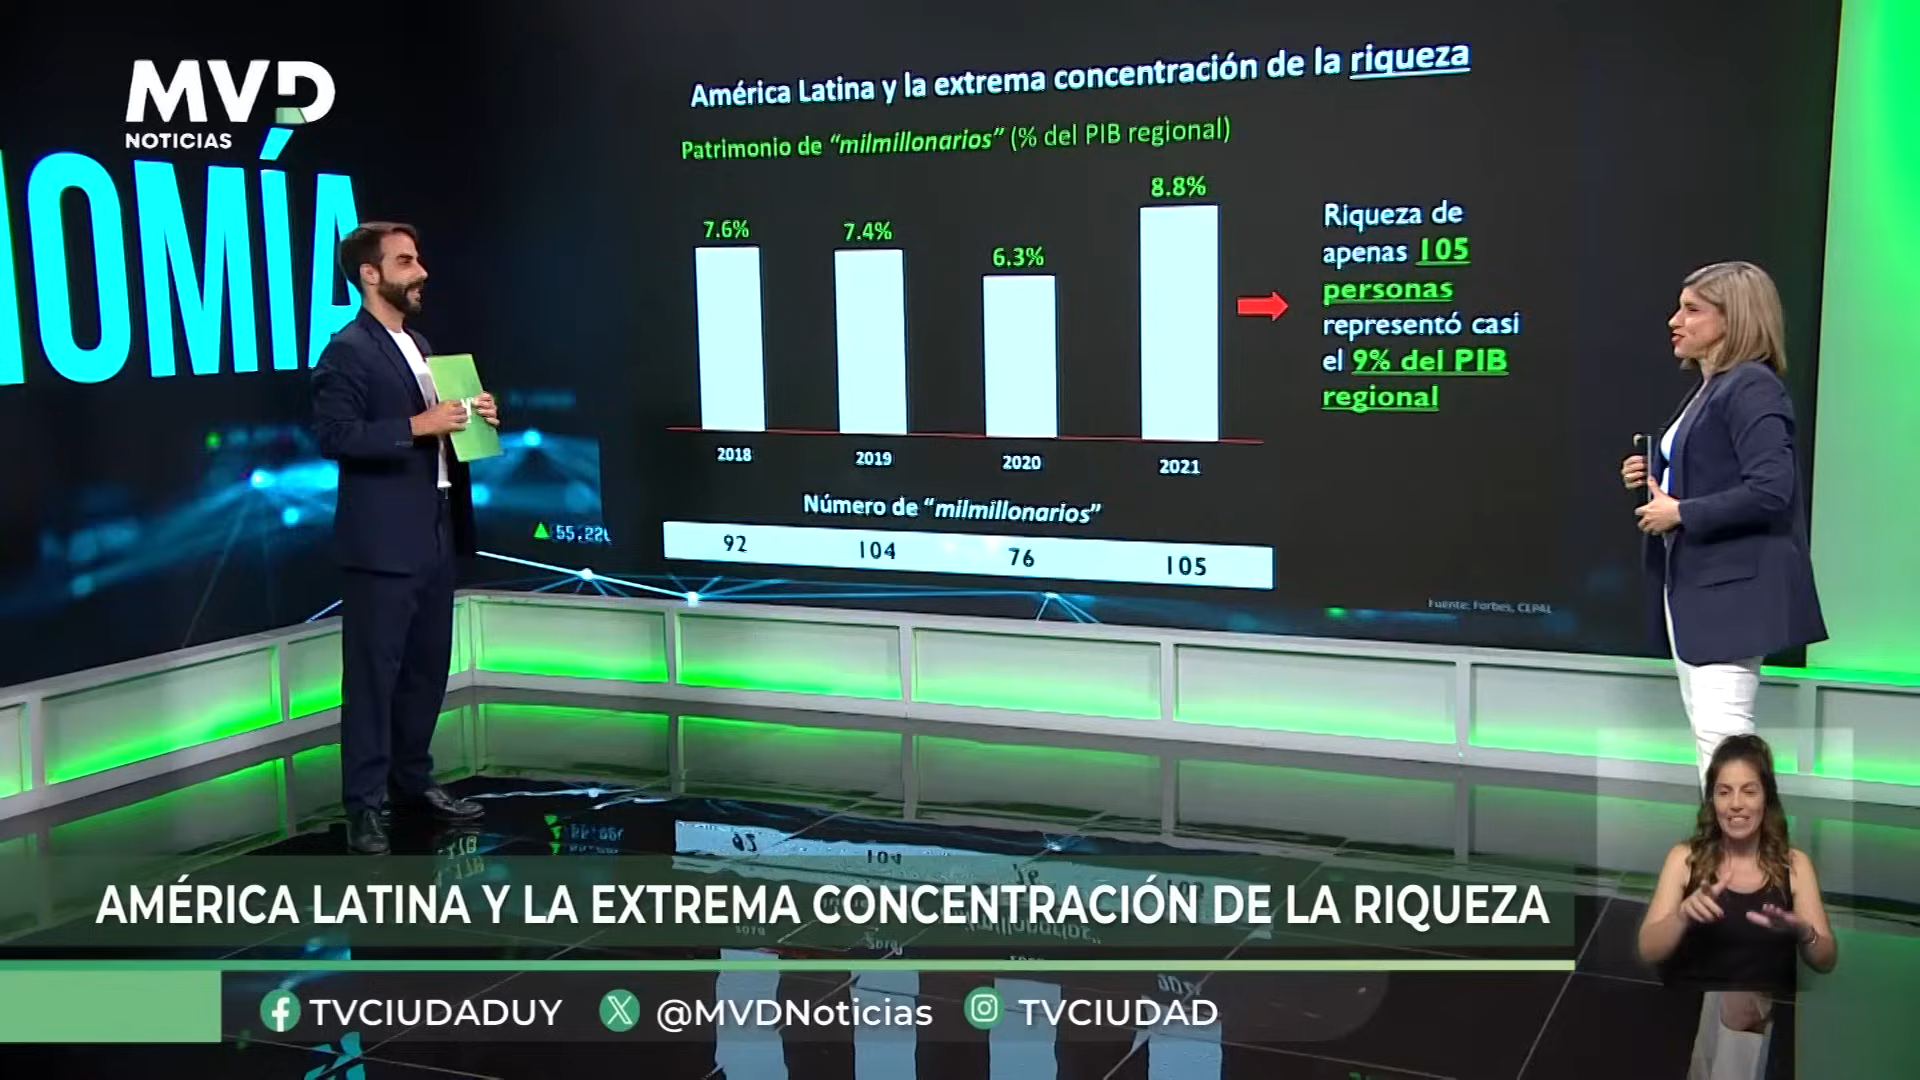 MVD
NOTICIAS
NOMÍA
América Latina y la extrema concentración de la riqueza
Patrimonio de “milmillonarios” (% del PIB regional)
7.6%
7.4%
6.3%
8.8%
2018
2019
2020
2021
Riqueza de
apenas 105
personas
representó casi
el 9% del PIB
regional
Número de “milmillonarios”
92 104 76 105
Fuente: Forbes, CEPAL
AMÉRICA LATINA Y LA EXTREMA CONCENTRACIÓN DE LA RIQUEZA
TVCIUDADUY @MVDNoticias TVCIUDAD